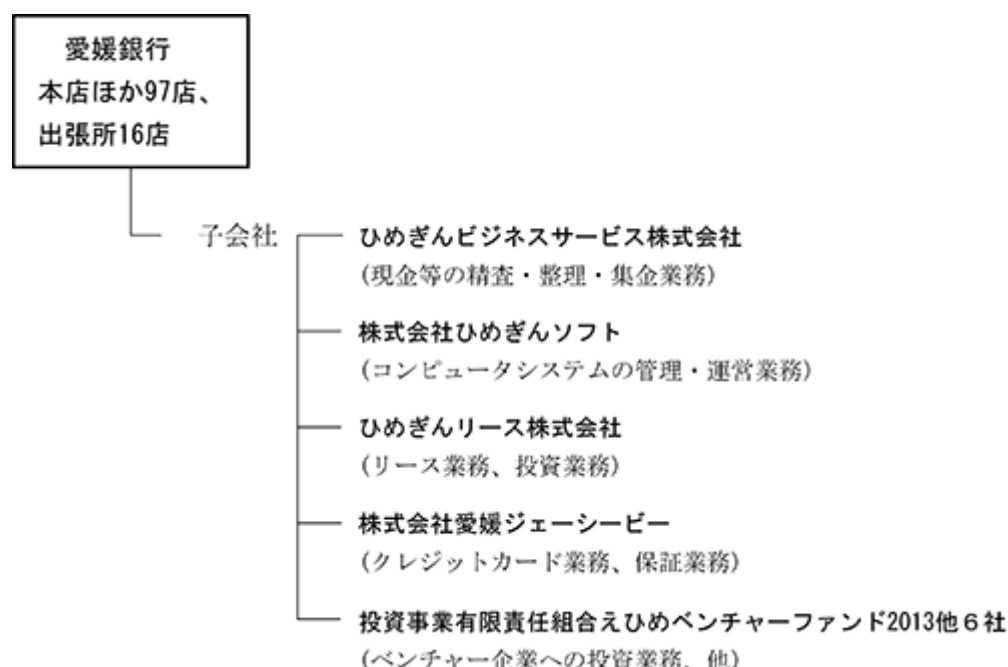 愛媛銀行
本店ほか97店、
出張所16店
子会社
ひめぎんビジネスサービス株式会社
(現金等の精査・整理・集金業務)
株式会社ひめぎんソフト
(コンピュータシステムの管理・運営業務)
ひめぎんリース株式会社
(リース業務、投資業務)
株式会社愛媛ジェーシービー
(クレジットカード業務、保証業務)
投資事業有限責任組合えひめベンチャーファンド2013他6社
(ベンチャー企業への投資業務、他)